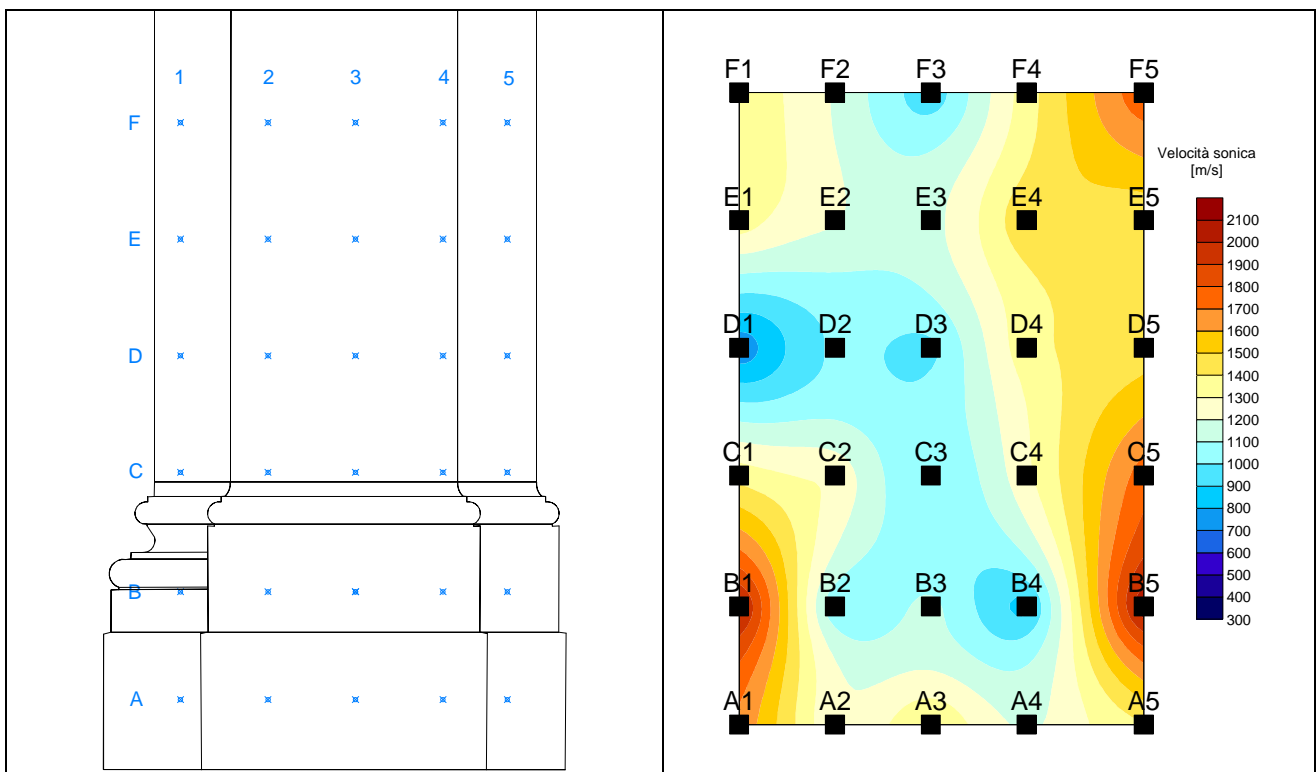 1 2 3 4 5
F
E
D
C
B
A
F1 F2 F3 F4 F5
E1 E2 E3 E4 E5
D1 D2 D3 D4 D5
C1 C2 C3 C4 C5
B1 B2 B3 B4 B5
A1 A2 A3 A4 A5
Velocità sonica
[m/s]
2100
2000
1900
1800
1700
1600
1500
1400
1300
1200
1100
1000
900
800
700
600
500
400
300